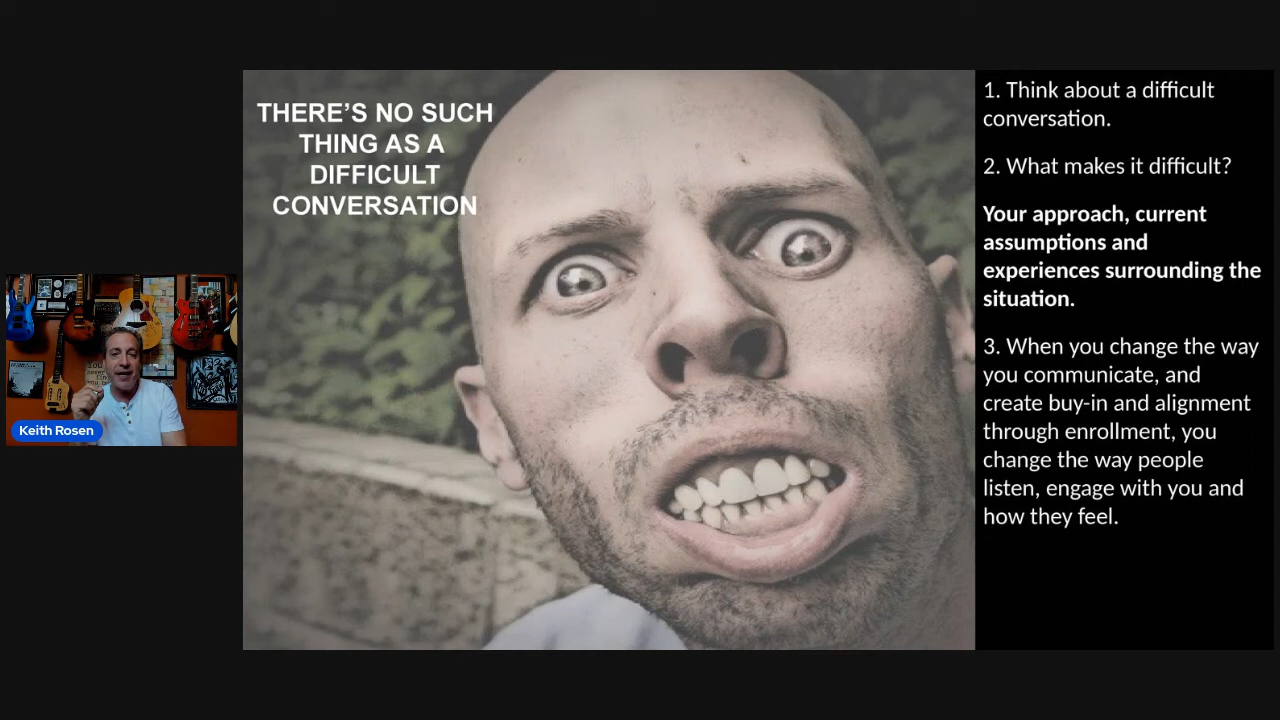 THERE’S NO SUCH
THING AS A
DIFFICULT
CONVERSATION
1. Think about a difficult
conversation.
2. What makes it difficult?
Your approach, current
assumptions and
experiences surrounding the
situation.
3. When you change the way
you communicate, and
create buy-in and alignment
through enrollment, you
change the way people
listen, engage with you and
how they feel.
Keith Rosen